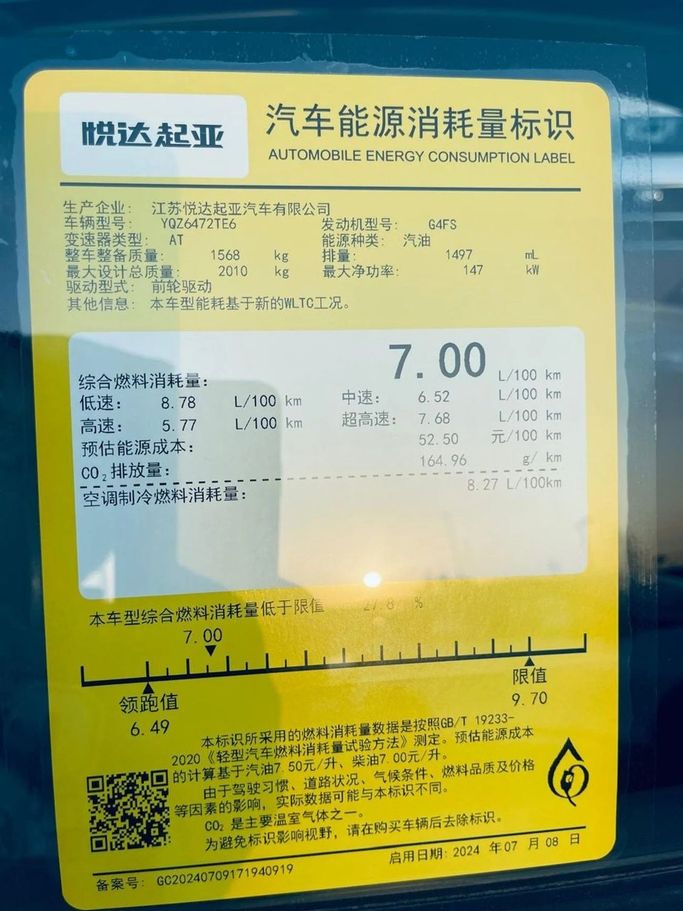 悦达起亚
汽车能源消耗量标识
AUTOMOBILE ENERGY CONSUMPTION LABEL
生产企业: 江苏悦达起亚汽车有限公司
车辆型号: YQZ6472TE6 发动机型号: G4FS
变速器类型: AT 能源种类: 汽油
整车整备质量: 1568 kg 排量: 1497 mL
最大设计总质量: 2010 kg 最大净功率: 147 kW
驱动型式: 前轮驱动
其他信息: 本车型能耗基于新的WLTC工况。
综合燃料消耗量: 7.00 L/100 km
低速: 8.78 L/100 km 中速: 6.52 L/100 km
高速: 5.77 L/100 km 超高速: 7.68 L/100 km
预估能源成本: 52.50 元/100 km
CO₂排放量: 164.96 g/ km
空调制冷燃料消耗量: 8.27 L/100km
本车型综合燃料消耗量低于限值 27.8 %
7.00
领跑值 限值
6.49 9.70
本标识所采用的燃料消耗量数据是按照GB/T 19233-
2020《轻型汽车燃料消耗量试验方法》测定。预估能源成本
的计算基于汽油7.50元/升、柴油7.00元/升。
由于驾驶习惯、道路状况、气候条件、燃料品质及价格
等因素的影响，实际数据可能与本标识不同。
CO₂ 是主要温室气体之一。
为避免标识影响视野，请在购买车辆后去除标识。
备案号: GC20240709171940919 启用日期: 2024 年07 月 08 日